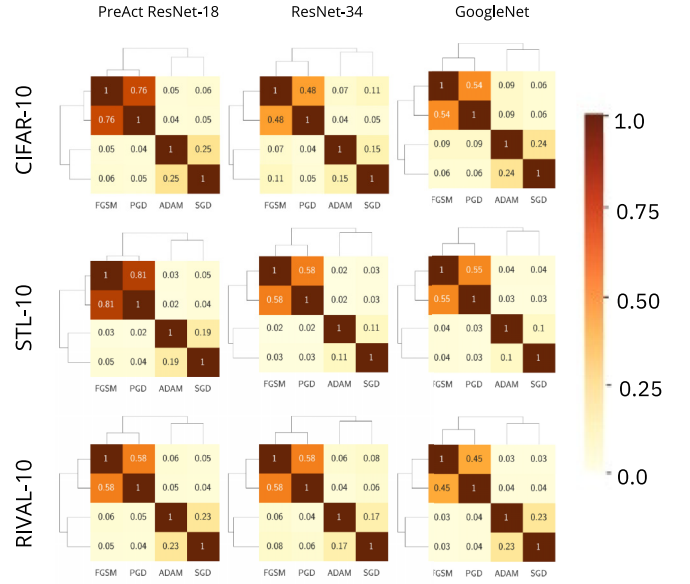 PreAct ResNet-18 ResNet-34 GoogleNet
CIFAR-10
1 0.76 0.05 0.06
0.76 1 0.04 0.05
0.05 0.04 1 0.25
0.06 0.05 0.25 1
FGSM PGD ADAM SGD
1 0.48 0.07 0.11
0.48 1 0.04 0.05
0.07 0.04 1 0.15
0.11 0.05 0.15 1
FGSM PGD ADAM SGD
1 0.54 0.09 0.06
0.54 1 0.09 0.06
0.09 0.09 1 0.24
0.06 0.06 0.24 1
FGSM PGD ADAM SGD
STL-10
1 0.81 0.03 0.05
0.81 1 0.02 0.04
0.03 0.02 1 0.19
0.05 0.04 0.19 1
FGSM PGD ADAM SGD
1 0.58 0.02 0.03
0.58 1 0.02 0.03
0.02 0.02 1 0.11
0.03 0.03 0.11 1
FGSM PGD ADAM SGD
1 0.55 0.04 0.04
0.55 1 0.03 0.03
0.04 0.03 1 0.1
0.04 0.03 0.1 1
FGSM PGD ADAM SGD
RIVAL-10
1 0.58 0.06 0.05
0.58 1 0.05 0.04
0.06 0.05 1 0.23
0.05 0.04 0.23 1
FGSM PGD ADAM SGD
1 0.58 0.06 0.08
0.58 1 0.04 0.06
0.06 0.04 1 0.17
0.08 0.06 0.17 1
FGSM PGD ADAM SGD
1 0.45 0.03 0.03
0.45 1 0.04 0.04
0.03 0.04 1 0.23
0.03 0.04 0.23 1
FGSM PGD ADAM SGD
1.0
0.75
0.50
0.25
0.0